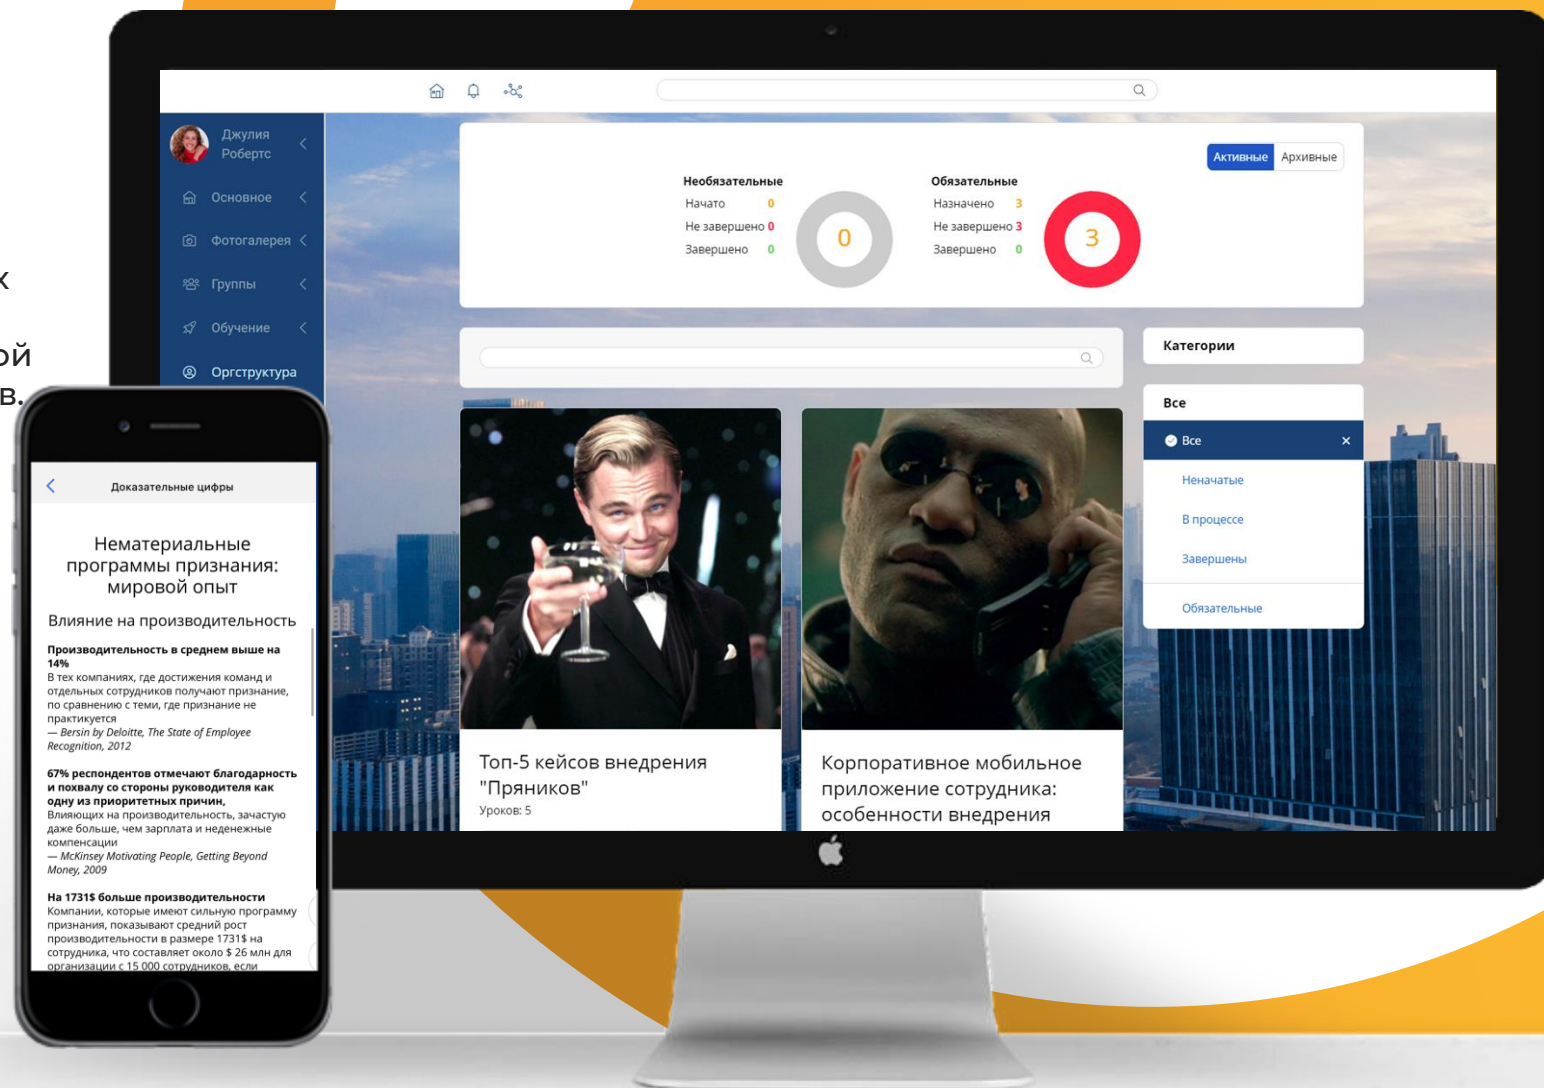 х
ой
в.
Джулия
Робертс
Основное
Фотогалерея
Группы
Обучение
Оргструктура
Активные Архивные
Необязательные
Начато 0
Не завершено 0
Завершено 0
0
Обязательные
Назначено 3
Не завершено 3
Завершено 0
3
Топ-5 кейсов внедрения
"Пряников"
Уроков: 5
Корпоративное мобильное
приложение сотрудника:
особенности внедрения
Категории
Все
Все
Неначатые
В процессе
Завершены
Обязательные
Доказательные цифры
Нематериальные
программы признания:
мировой опыт
Влияние на производительность
Производительность в среднем выше на
14%
В тех компаниях, где достижения команд и
отдельных сотрудников получают признание,
по сравнению с теми, где признание не
практикуется
— Bersin by Deloitte, The State of Employee
Recognition, 2012
67% респондентов отмечают благодарность
и похвалу со стороны руководителя как
одну из приоритетных причин,
Влияющих на производительность, зачастую
даже больше, чем зарплата и неденежные
компенсации
— McKinsey Motivating People, Getting Beyond
Money, 2009
На 1731$ больше производительности
Компании, которые имеют сильную программу
признания, показывают средний рост
производительности в размере 1731$ на
сотрудника, что составляет около $ 26 млн для
организации с 15 000 сотрудников, если